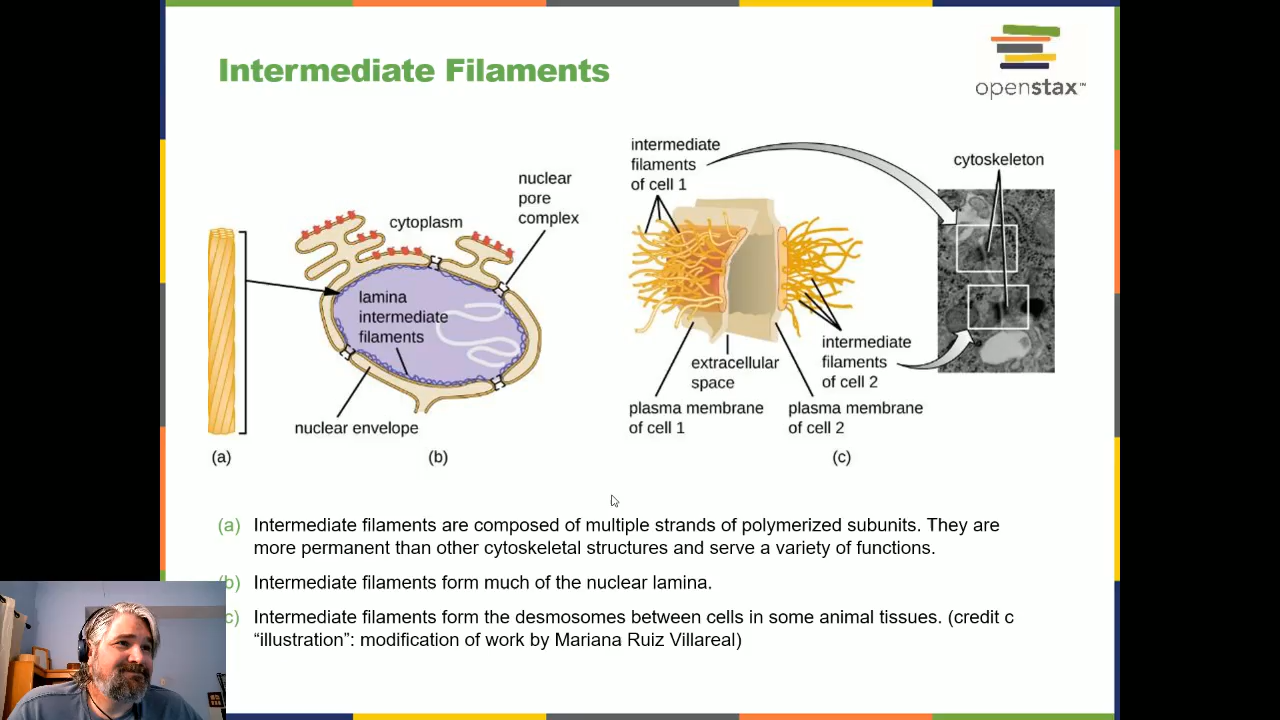 Intermediate Filaments
openstax™
intermediate
filaments
of cell 1
cytoskeleton
nuclear
pore
complex
cytoplasm
lamina
intermediate
filaments
intermediate
filaments
of cell 2
extracellular
space
plasma membrane
of cell 1
plasma membrane
of cell 2
nuclear envelope
(a)
(b)
(c)
(a) Intermediate filaments are composed of multiple strands of polymerized subunits. They are
more permanent than other cytoskeletal structures and serve a variety of functions.
b) Intermediate filaments form much of the nuclear lamina.
c) Intermediate filaments form the desmosomes between cells in some animal tissues. (credit c
“illustration”: modification of work by Mariana Ruiz Villareal)